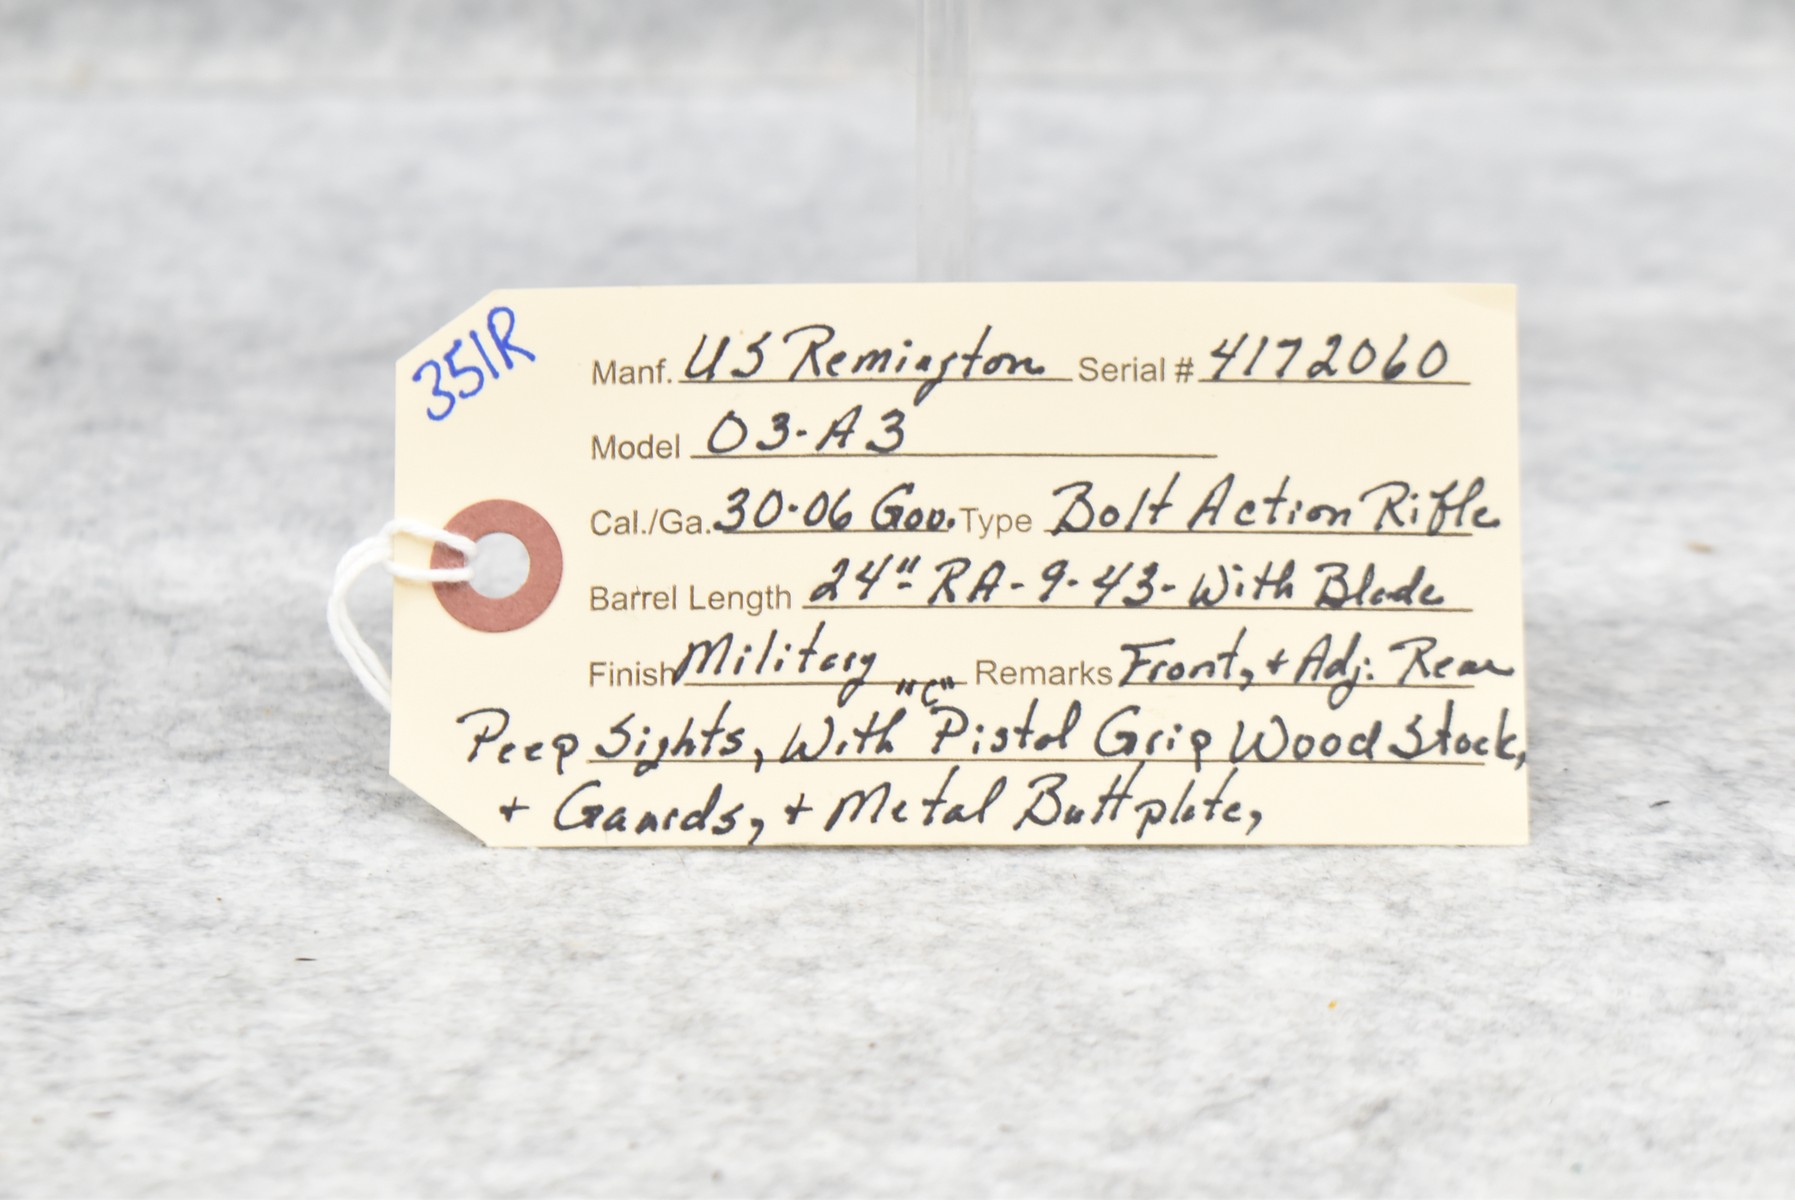 351R
Manf. US Remington Serial # 4172060
Model 03-A3
Cal./Ga. 30-06 Gov. Type Bolt Action Rifle
Barrel Length 24" RA-9-43- With Blade
Finish Military Remarks Front, + Adj. Rear
Peep Sights, With "C" Pistol Grip Wood Stock,
+ Gaurds, + Metal Buttplate,